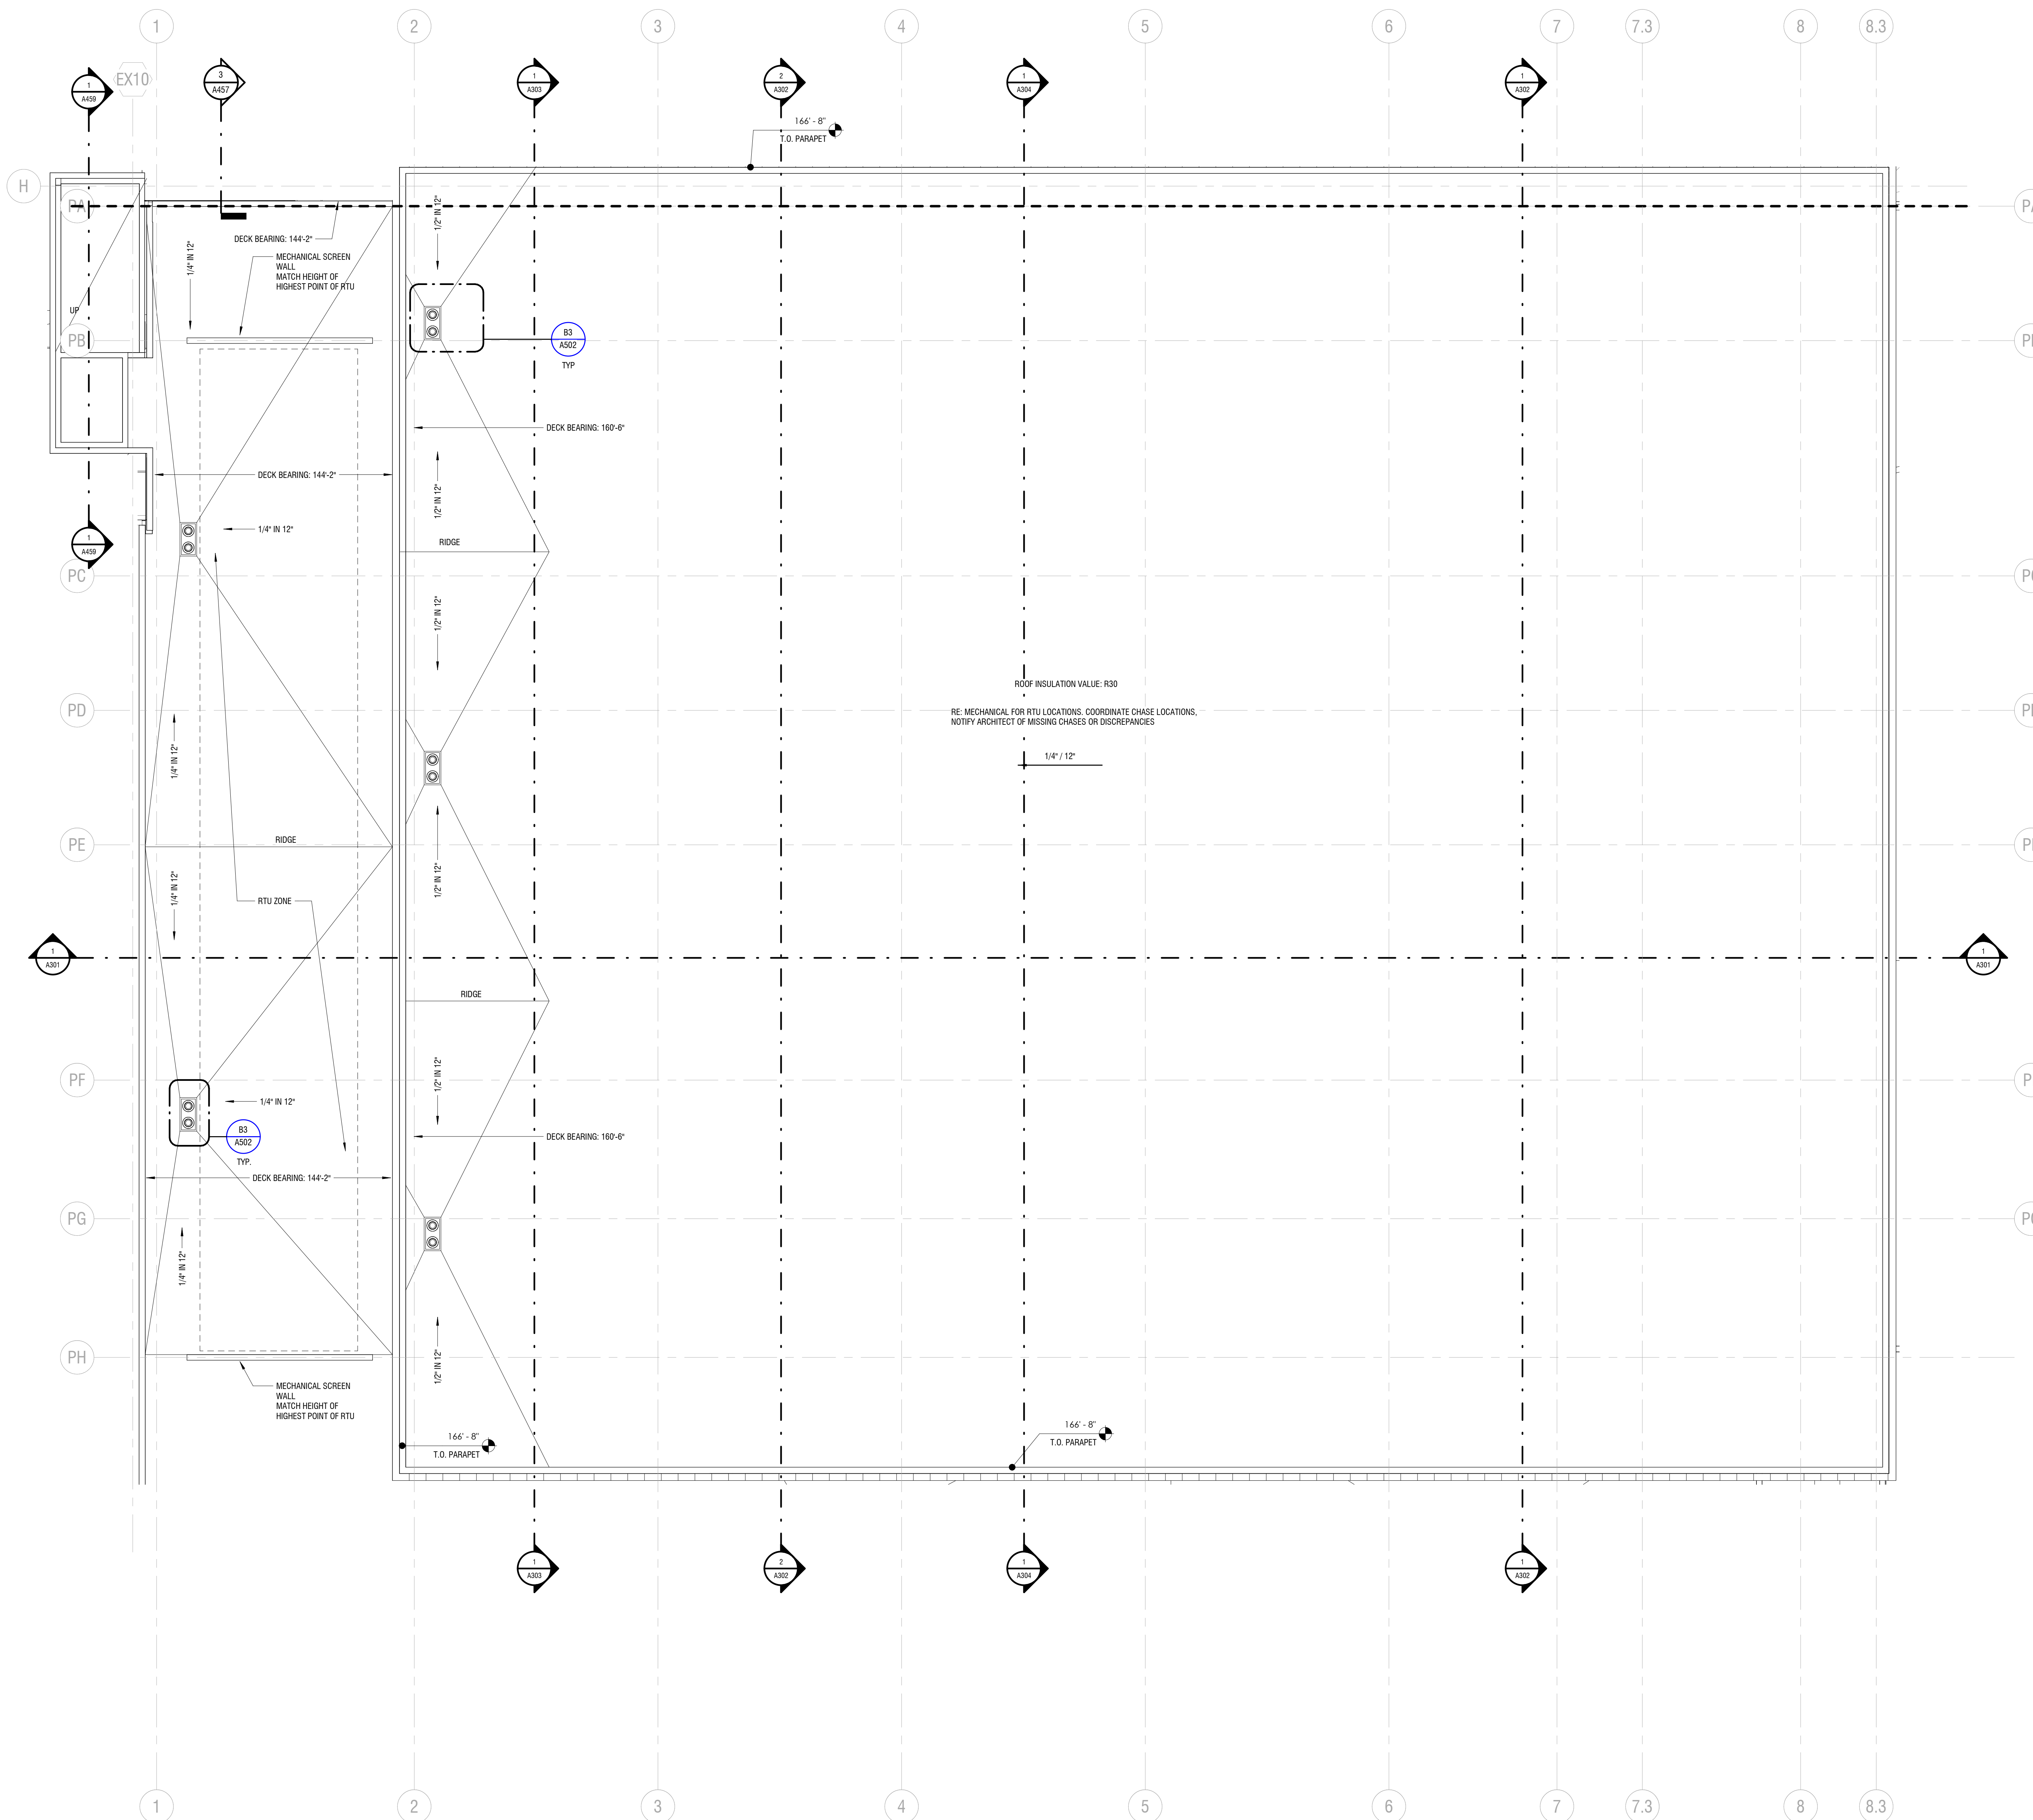 1
2
3
4
5
6
7
7.3
8
8.3
1
A459
EX10
3
A457
1
A303
2
A302
1
A304
1
A302
166' - 8"
T.O. PARAPET
H
PA
1/2" IN 12"
DECK BEARING: 144'-2"
1/4" IN 12"
MECHANICAL SCREEN
WALL
MATCH HEIGHT OF
HIGHEST POINT OF RTU
UP
PB
B3
A502
TYP
DECK BEARING: 160'-6"
DECK BEARING: 144'-2"
1/2" IN 12"
1/4" IN 12"
1
A459
RIDGE
PC
1/2" IN 12"
ROOF INSULATION VALUE: R30
PD
RE: MECHANICAL FOR RTU LOCATIONS. COORDINATE CHASE LOCATIONS,
NOTIFY ARCHITECT OF MISSING CHASES OR DISCREPANCIES
1/4" IN 12"
1/4" / 12"
RIDGE
PE
1/2" IN 12"
1/4" IN 12"
RTU ZONE
1
A301
1
A301
RIDGE
PF
1/2" IN 12"
1/4" IN 12"
B3
A502
TYP.
DECK BEARING: 160'-6"
DECK BEARING: 144'-2"
PG
1/4" IN 12"
PH
1/2" IN 12"
MECHANICAL SCREEN
WALL
MATCH HEIGHT OF
HIGHEST POINT OF RTU
166' - 8"
T.O. PARAPET
166' - 8"
T.O. PARAPET
1
A303
2
A302
1
A304
1
A302
1
2
3
4
5
6
7
7.3
8
8.3